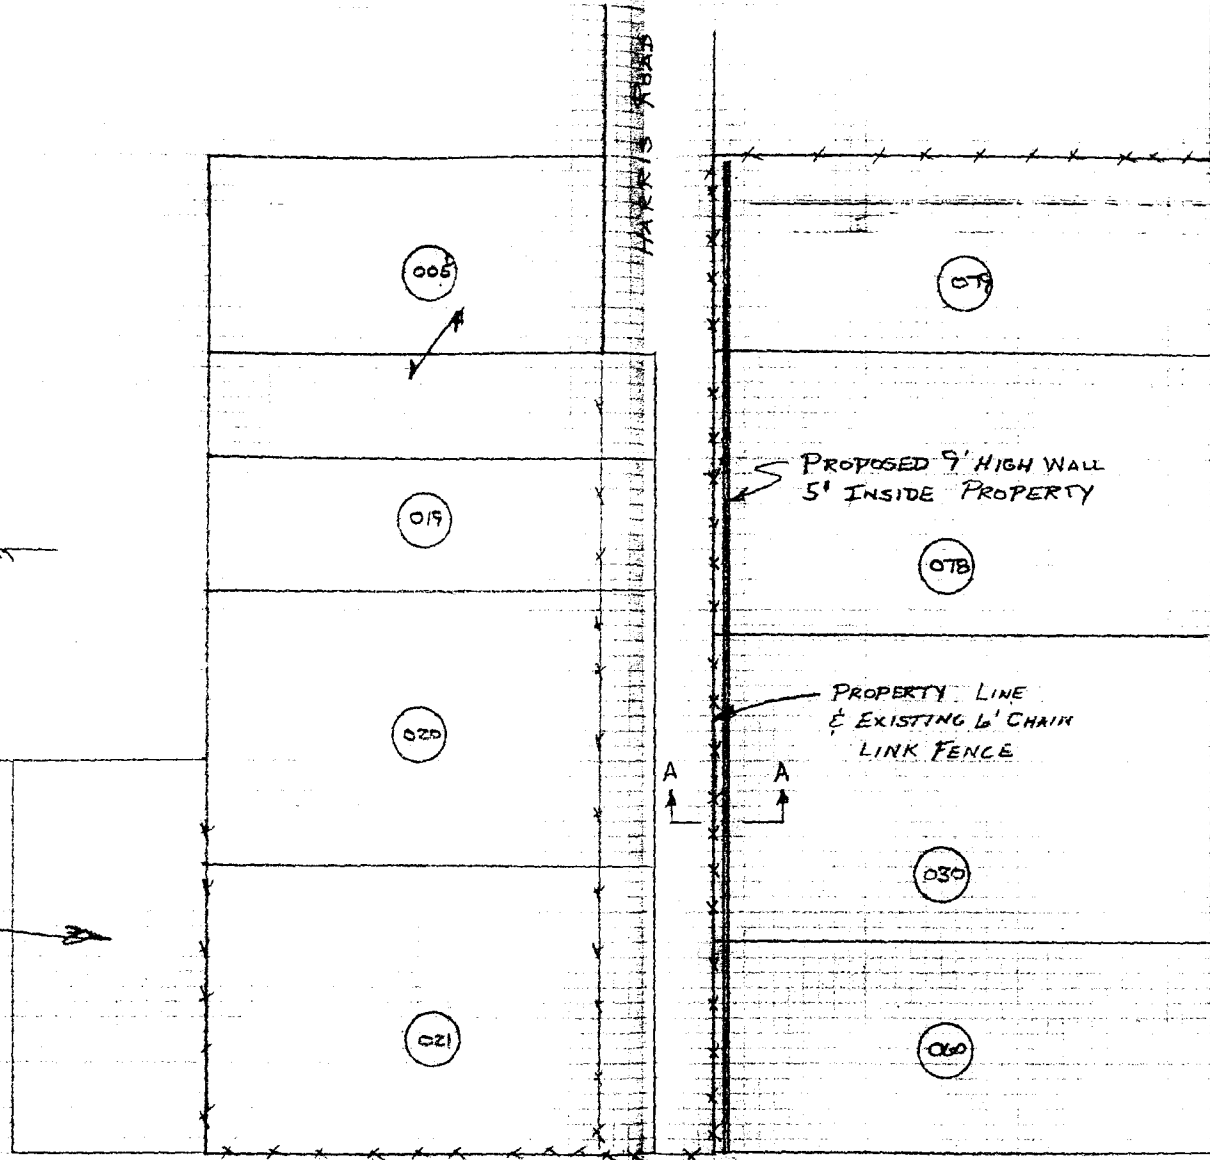 HARRIS ROAD
005
079
019
PROPOSED 9' HIGH WALL
5' INSIDE PROPERTY
078
020
PROPERTY LINE
& EXISTING 6' CHAIN
LINK FENCE
A A
030
021
060